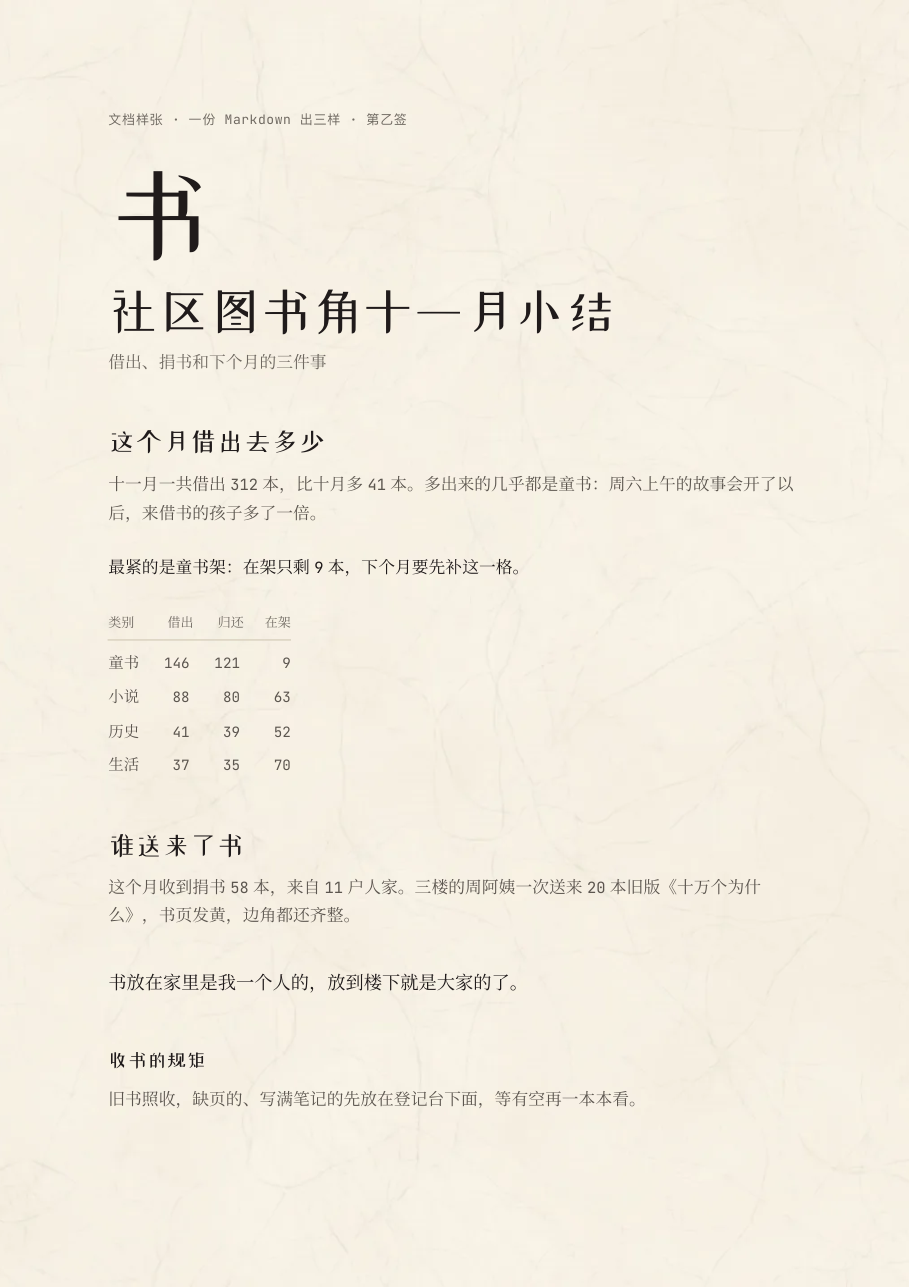 文档样张 · 一份 Markdown 出三样 · 第乙签
书
社区图书角十一月小结
借出、捐书和下个月的三件事
这个月借出去多少
十一月一共借出 312 本，比十月多 41 本。多出来的几乎都是童书：周六上午的故事会开了以
后，来借书的孩子多了一倍。
最紧的是童书架：在架只剩 9 本，下个月要先补这一格。
类别 借出 归还 在架
童书 146 121 9
小说 88 80 63
历史 41 39 52
生活 37 35 70
谁送来了书
这个月收到捐书 58 本，来自 11 户人家。三楼的周阿姨一次送来 20 本旧版《十万个为什
么》，书页发黄，边角都还齐整。
书放在家里是我一个人的，放到楼下就是大家的了。
收书的规矩
旧书照收，缺页的、写满笔记的先放在登记台下面，等有空再一本本看。